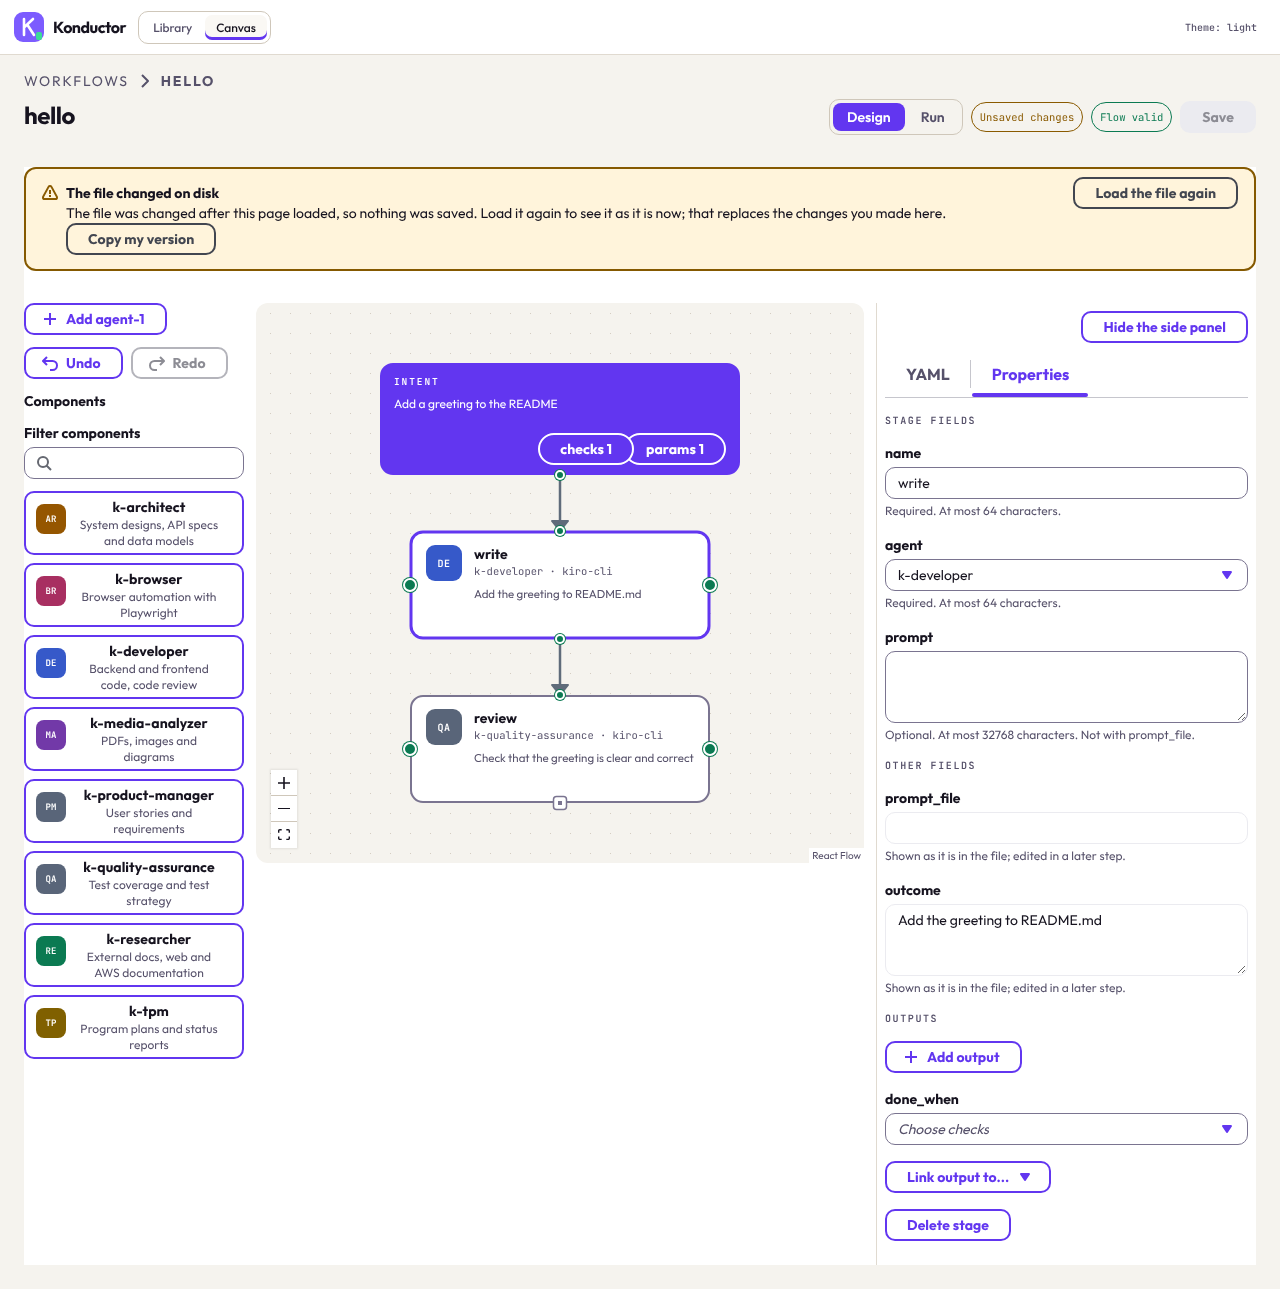 Konductor
Library
Canvas
Theme: light
WORKFLOWS > HELLO
hello
Design
Run
Unsaved changes
Flow valid
Save
The file changed on disk
The file was changed after this page loaded, so nothing was saved. Load it again to see it as it is now; that replaces the changes you made here.
Load the file again
Copy my version
Add agent-1
Undo
Redo
Components
Filter components
AR
k-architect
System designs, API specs
and data models
BR
k-browser
Browser automation with
Playwright
DE
k-developer
Backend and frontend
code, code review
MA
k-media-analyzer
PDFs, images and
diagrams
PM
k-product-manager
User stories and
requirements
QA
k-quality-assurance
Test coverage and test
strategy
RE
k-researcher
External docs, web and
AWS documentation
TP
k-tpm
Program plans and status
reports
INTENT
Add a greeting to the README
checks 1
params 1
DE
write
k-developer · kiro-cli
Add the greeting to README.md
QA
review
k-quality-assurance · kiro-cli
Check that the greeting is clear and correct
React Flow
Hide the side panel
YAML
Properties
STAGE FIELDS
name
write
Required. At most 64 characters.
agent
k-developer
Required. At most 64 characters.
prompt
Optional. At most 32768 characters. Not with prompt_file.
OTHER FIELDS
prompt_file
Shown as it is in the file; edited in a later step.
outcome
Add the greeting to README.md
Shown as it is in the file; edited in a later step.
OUTPUTS
Add output
done_when
Choose checks
Link output to...
Delete stage